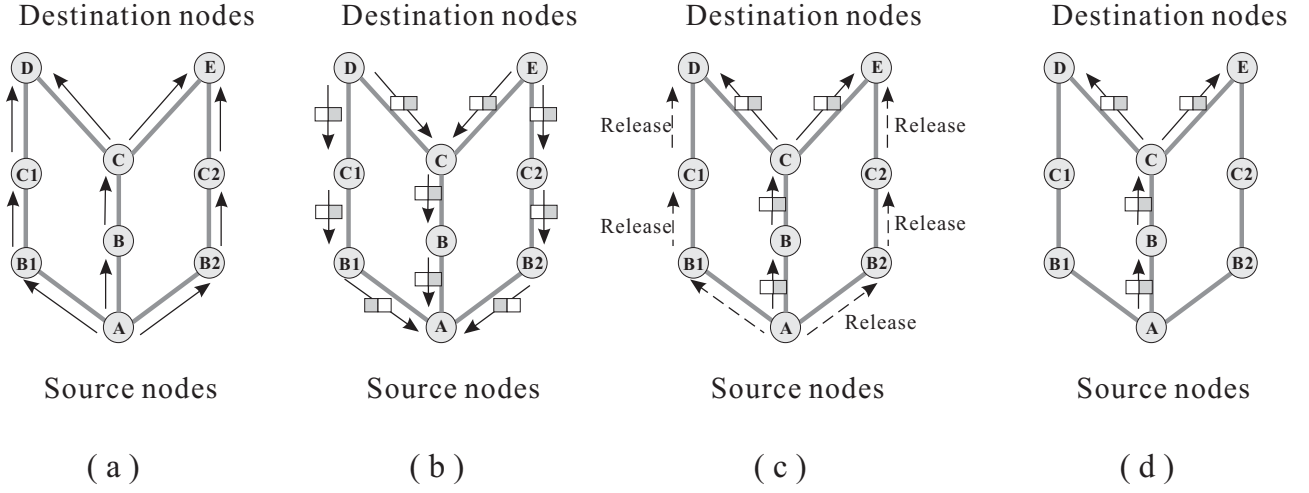 Destination nodes
D
E
C
C1
C2
B
B1
B2
A
Source nodes
( a )
Destination nodes
D
E
C
C1
C2
B
B1
B2
A
Source nodes
( b )
Destination nodes
D
E
Release
Release
C
C1
C2
Release
Release
B
B1
B2
A
Release
Source nodes
( c )
Destination nodes
D
E
C
C1
C2
B
B1
B2
A
Source nodes
( d )